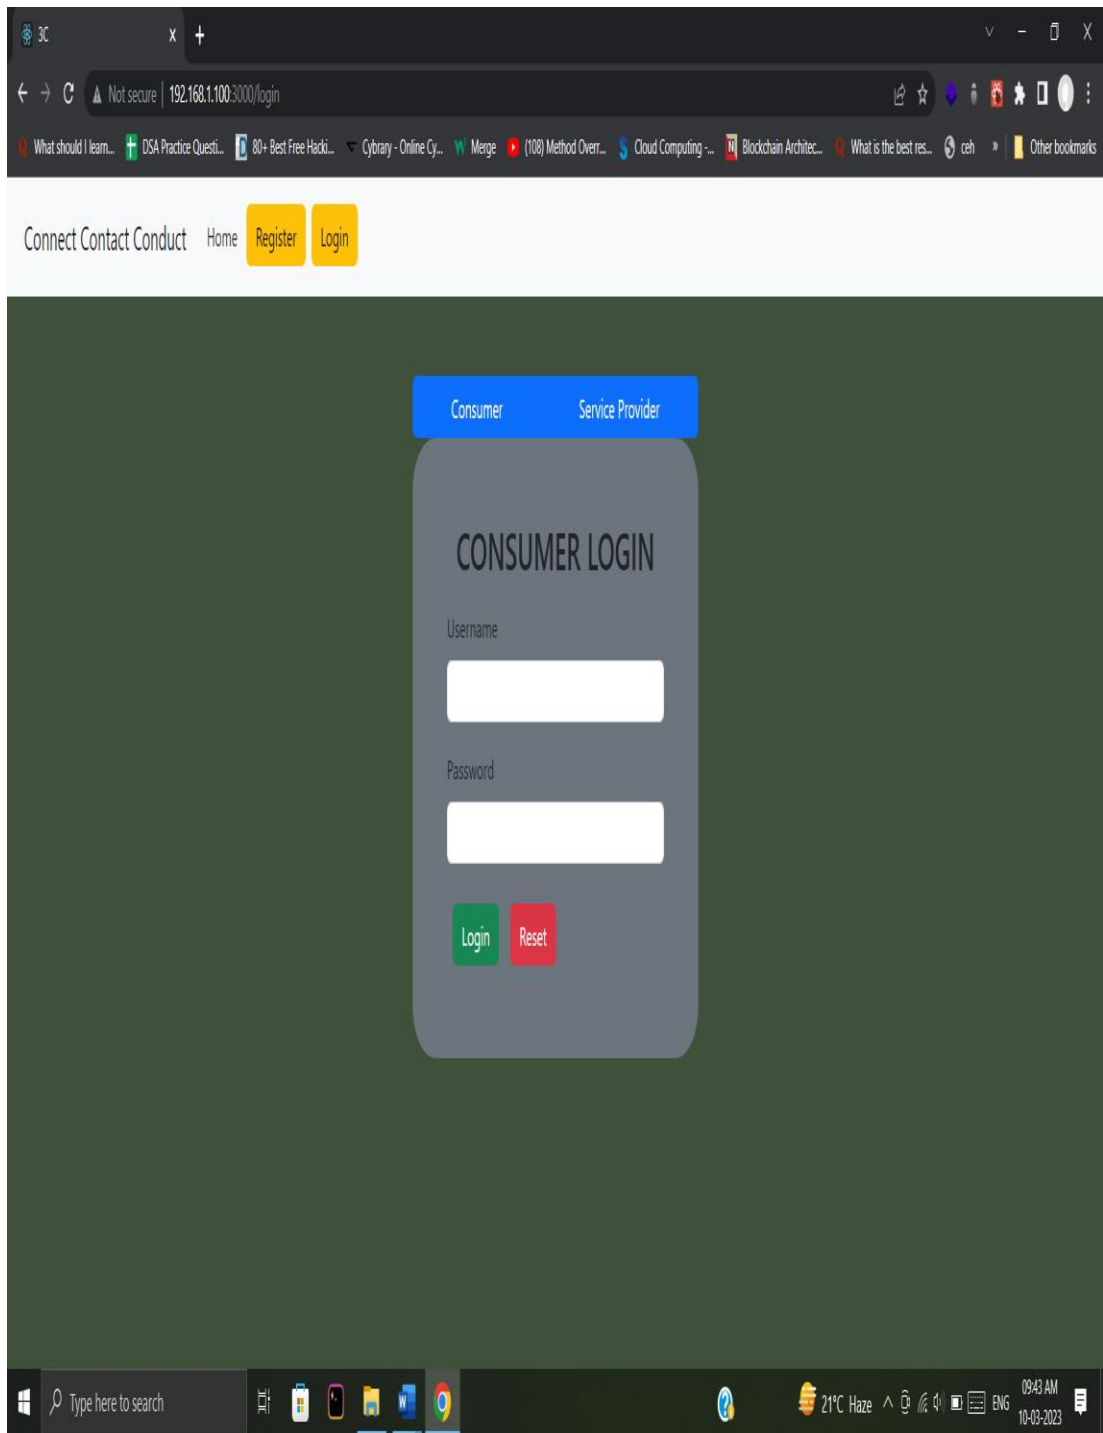 3C
Not secure | 192.168.1.100:3000/login
What should I learn... DSA Practice Questi... 80+ Best Free Hacki... Cybrary - Online Cy... Merge (108) Method Overr... Cloud Computing -... Blockchain Architec... What is the best res... ceh » Other bookmarks
Connect Contact Conduct Home Register Login
Consumer Service Provider
CONSUMER LOGIN
Username
Password
Login Reset
Type here to search 21°C Haze ENG 09:43 AM
10-03-2023